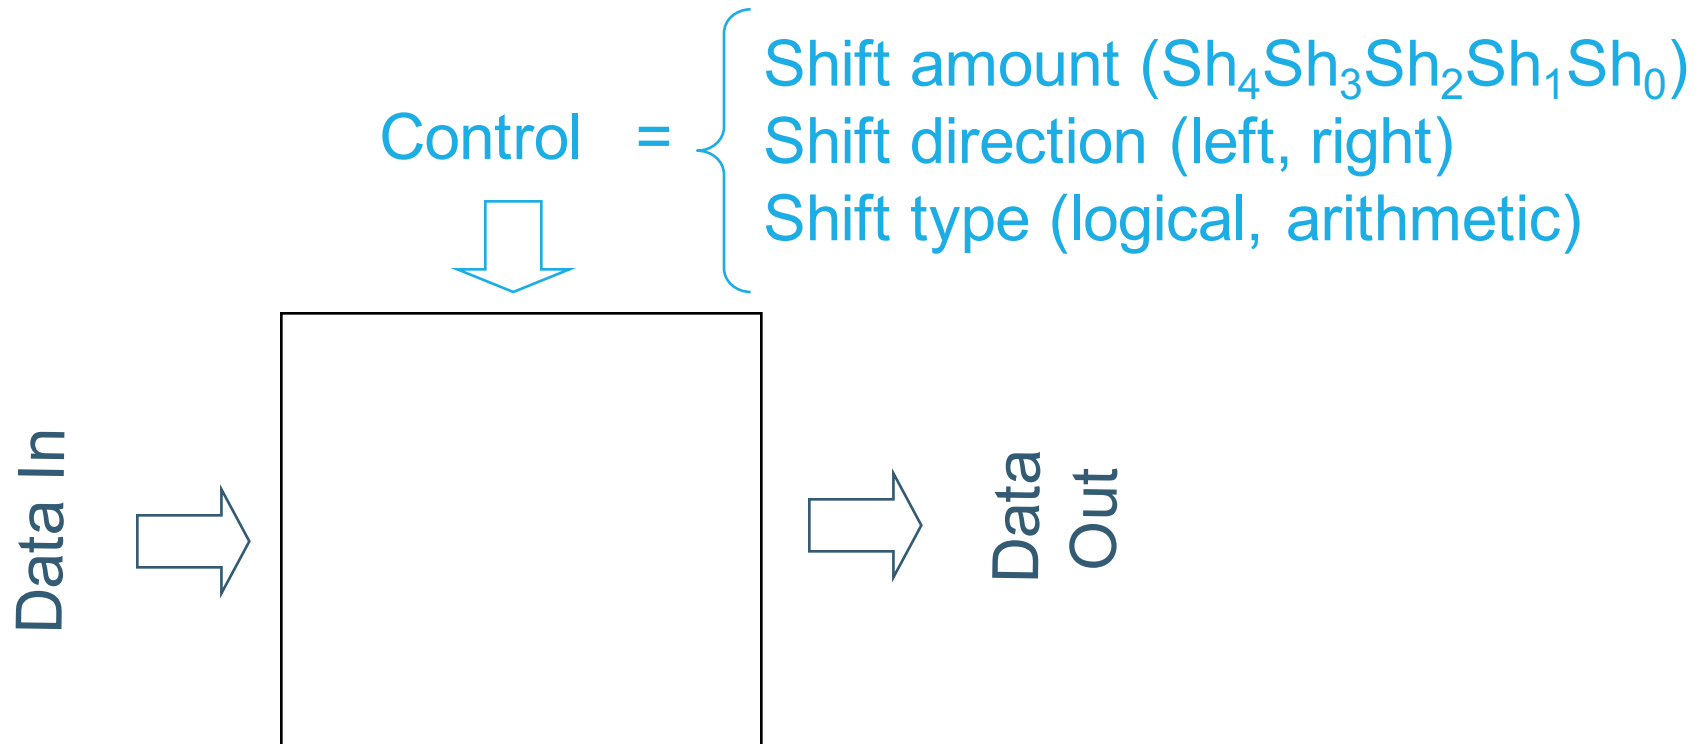 Shift amount (Sh₄Sh₃Sh₂Sh₁Sh₀)
Control = Shift direction (left, right)
Shift type (logical, arithmetic)
Data In
Data
Out